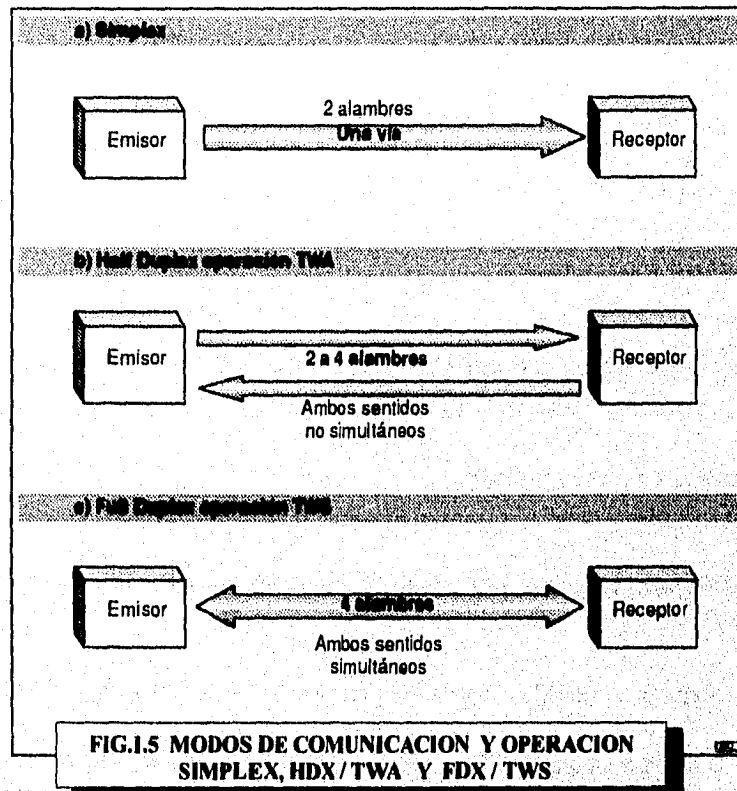 a) Simplex
2 alambres
Una vía
Emisor
Receptor
b) Half Duplex operación TWA
Emisor
2 a 4 alambres
Receptor
Ambos sentidos
no simultáneos
c) Full Duplex operación TWS
Emisor
4 alambres
Receptor
Ambos sentidos
simultáneos
FIG.1.5 MODOS DE COMUNICACION Y OPERACION
SIMPLEX, HDX / TWA Y FDX / TWS